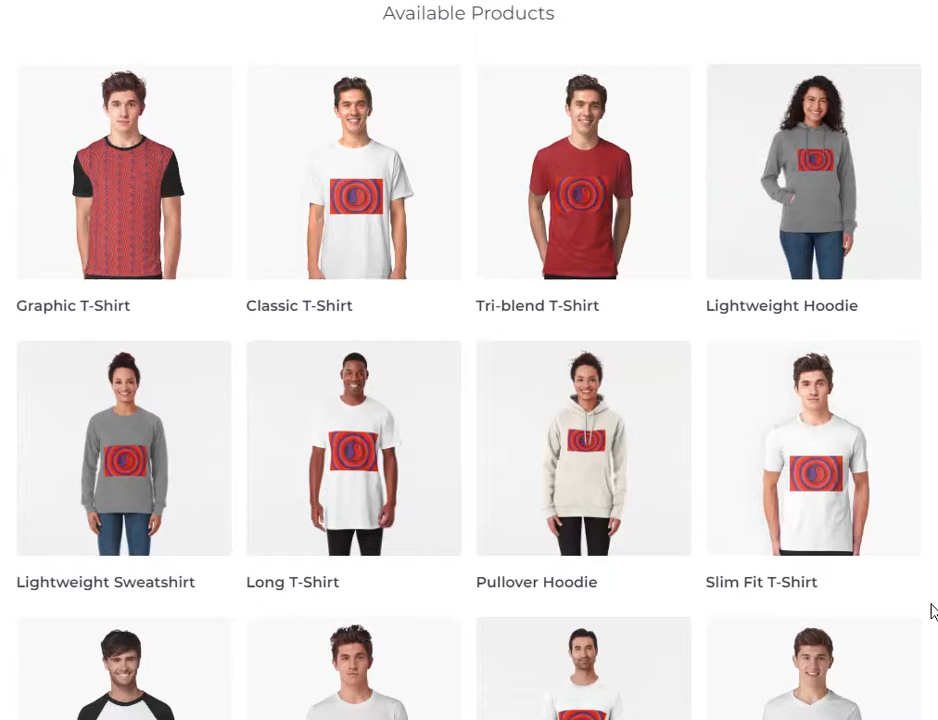 Available Products
Graphic T-Shirt
Classic T-Shirt
Tri-blend T-Shirt
Lightweight Hoodie
Lightweight Sweatshirt
Long T-Shirt
Pullover Hoodie
Slim Fit T-Shirt